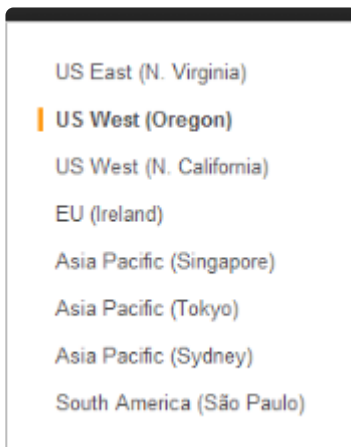 US East (N. Virginia)
US West (Oregon)
US West (N. California)
EU (Ireland)
Asia Pacific (Singapore)
Asia Pacific (Tokyo)
Asia Pacific (Sydney)
South America (São Paulo)